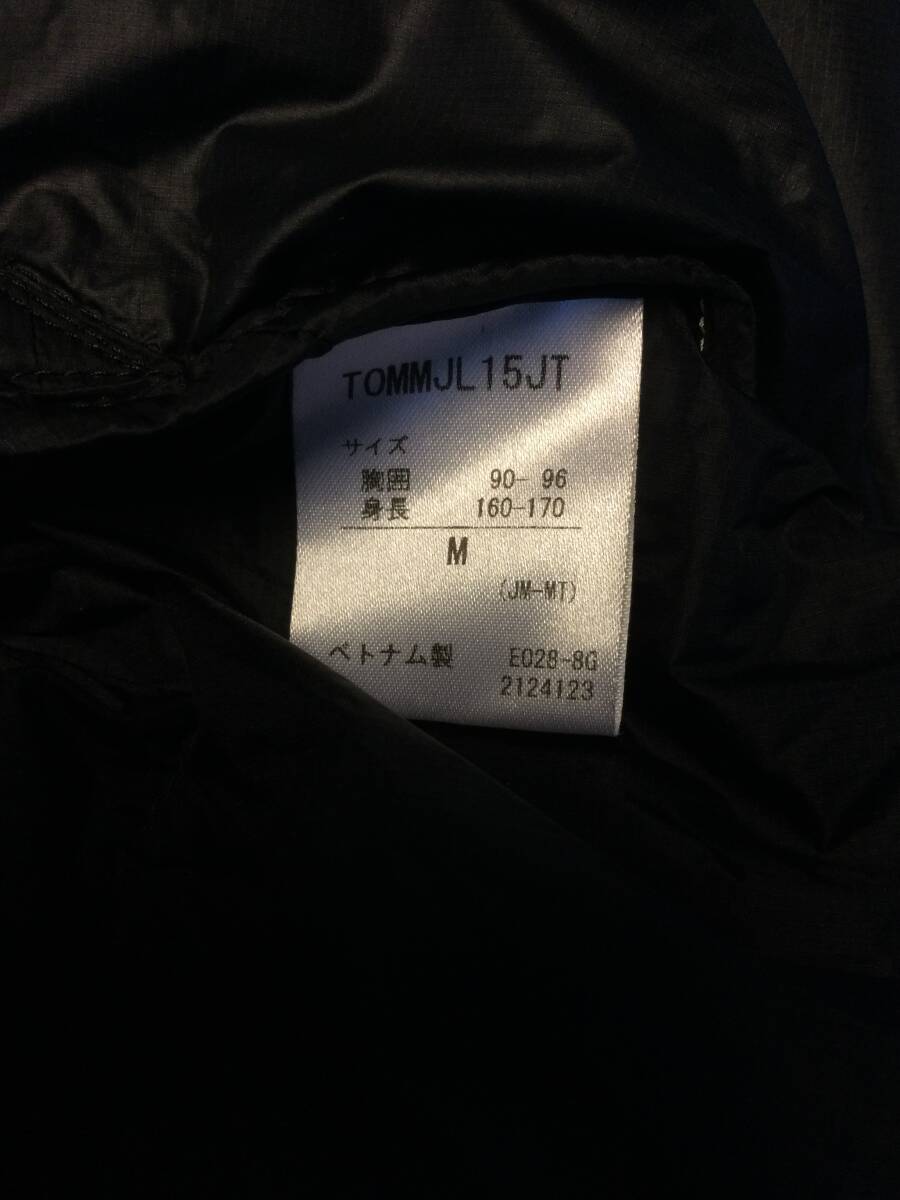 TOMMJL15JT
サイズ
胸囲 90- 96
身長 160-170
M
(JM-MT)
ベトナム製 E028-8G
2124123